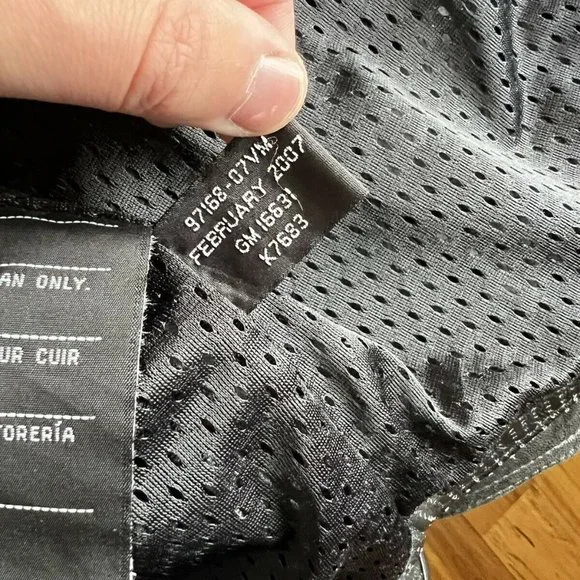 97168-07VM
FEBRUARY 2007
GM 16631
K7683
AN ONLY.
UR CUIR
TORERÍA